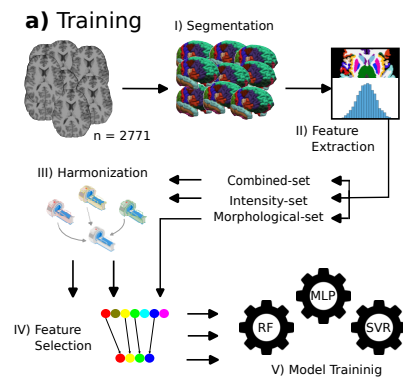 a) Training
I) Segmentation
n = 2771
II) Feature
Extraction
III) Harmonization
Combined-set
Intensity-set
Morphological-set
IV) Feature
Selection
RF
MLP
SVR
V) Model Traininig